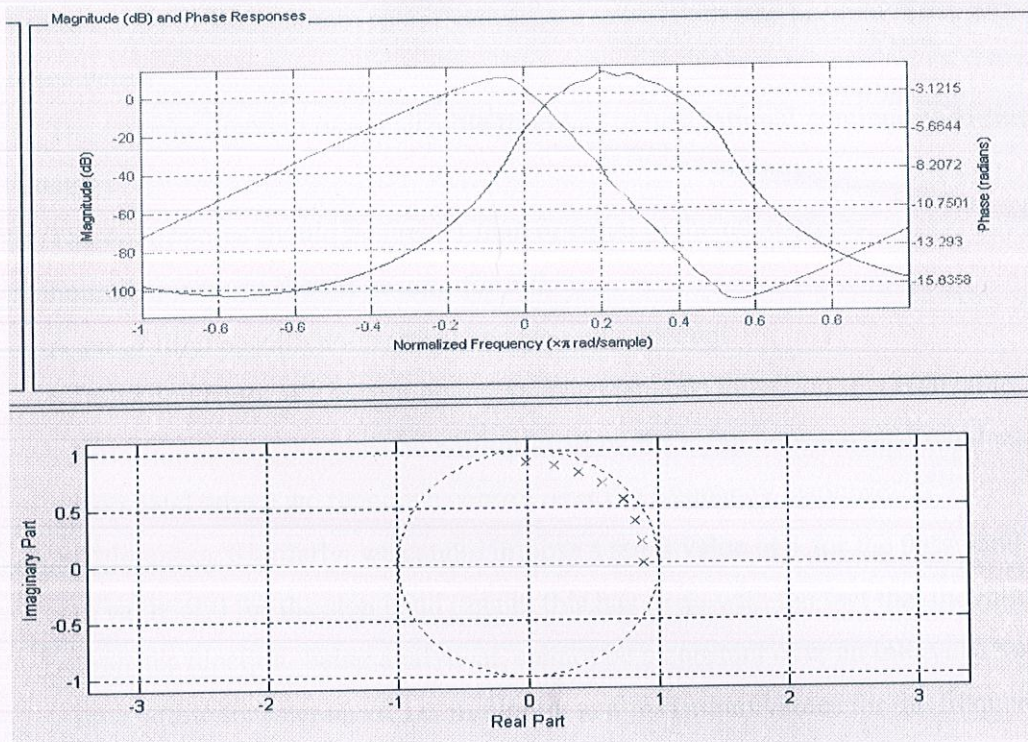 Magnitude (dB) and Phase Responses
Magnitude (dB)
0
-20
-40
-60
-80
-100
-3.1215
-5.6644
-8.2072
-10.7501
-13.293
-15.8358
Phase (radians)
-1 -0.8 -0.6 -0.4 -0.2 0 0.2 0.4 0.6 0.8
Normalized Frequency (×π rad/sample)
Imaginary Part
1
0.5
0
-0.5
-1
-3 -2 -1 0 1 2 3
Real Part